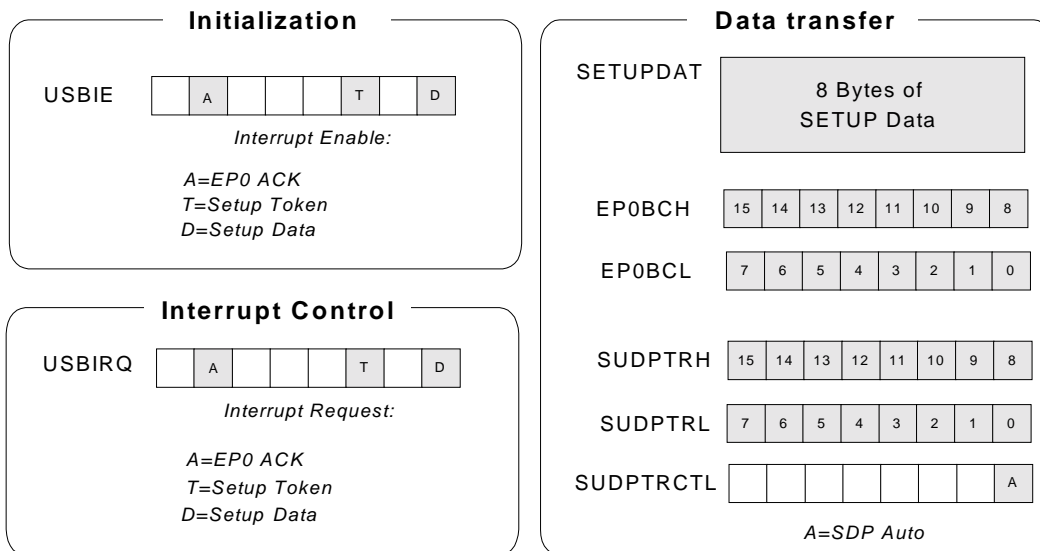 Initialization
USBIE
A T D
Interrupt Enable:
A=EP0 ACK
T=Setup Token
D=Setup Data
Interrupt Control
USBIRQ
A T D
Interrupt Request:
A=EP0 ACK
T=Setup Token
D=Setup Data
Data transfer
SETUPDAT
8 Bytes of
SETUP Data
EP0BCH
15 14 13 12 11 10 9 8
EP0BCL
7 6 5 4 3 2 1 0
SUDPTRH
15 14 13 12 11 10 9 8
SUDPTRL
7 6 5 4 3 2 1 0
SUDPTRCTL
A
A=SDP Auto